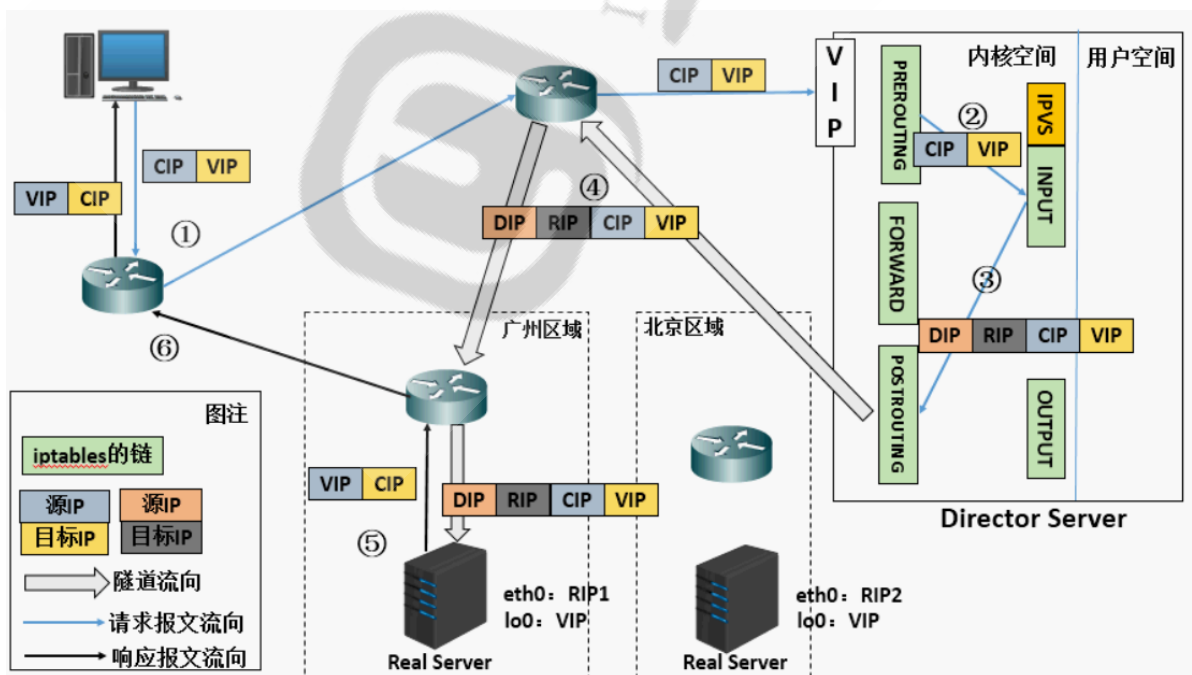 CIP VIP
VIP
PREROUTING
内核空间
用户空间
②
IPVS
CIP VIP
INPUT
CIP VIP
VIP CIP
①
④
DIP RIP CIP VIP
FORWARD
③
⑥
广州区域
北京区域
DIP RIP CIP VIP
POSTROUTING
OUTPUT
图注
iptables的链
源IP 源IP
目标IP 目标IP
隧道流向
请求报文流向
响应报文流向
VIP CIP
DIP RIP CIP VIP
⑤
eth0：RIP1
lo0：VIP
Real Server
eth0：RIP2
lo0：VIP
Real Server
Director Server